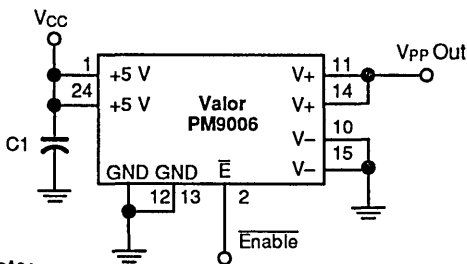 VCC
VPP Out
1
+5 V
V+
11
24
+5 V
Valor
V+
14
PM9006
V–
10
C1
V–
15
GND GND E̅
12 13
2
E̅n̅a̅b̅l̅e̅